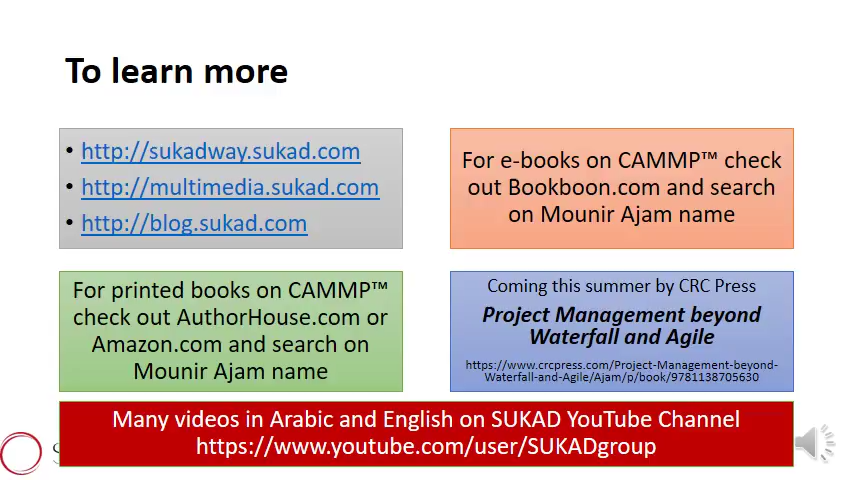 To learn more
• http://sukadway.sukad.com
• http://multimedia.sukad.com
• http://blog.sukad.com
For e-books on CAMMP™ check
out Bookboon.com and search
on Mounir Ajam name
For printed books on CAMMP™
check out AuthorHouse.com or
Amazon.com and search on
Mounir Ajam name
Coming this summer by CRC Press
Project Management beyond
Waterfall and Agile
https://www.crcpress.com/Project-Management-beyond-
Waterfall-and-Agile/Ajam/p/book/9781138705630
Many videos in Arabic and English on SUKAD YouTube Channel
https://www.youtube.com/user/SUKADgroup